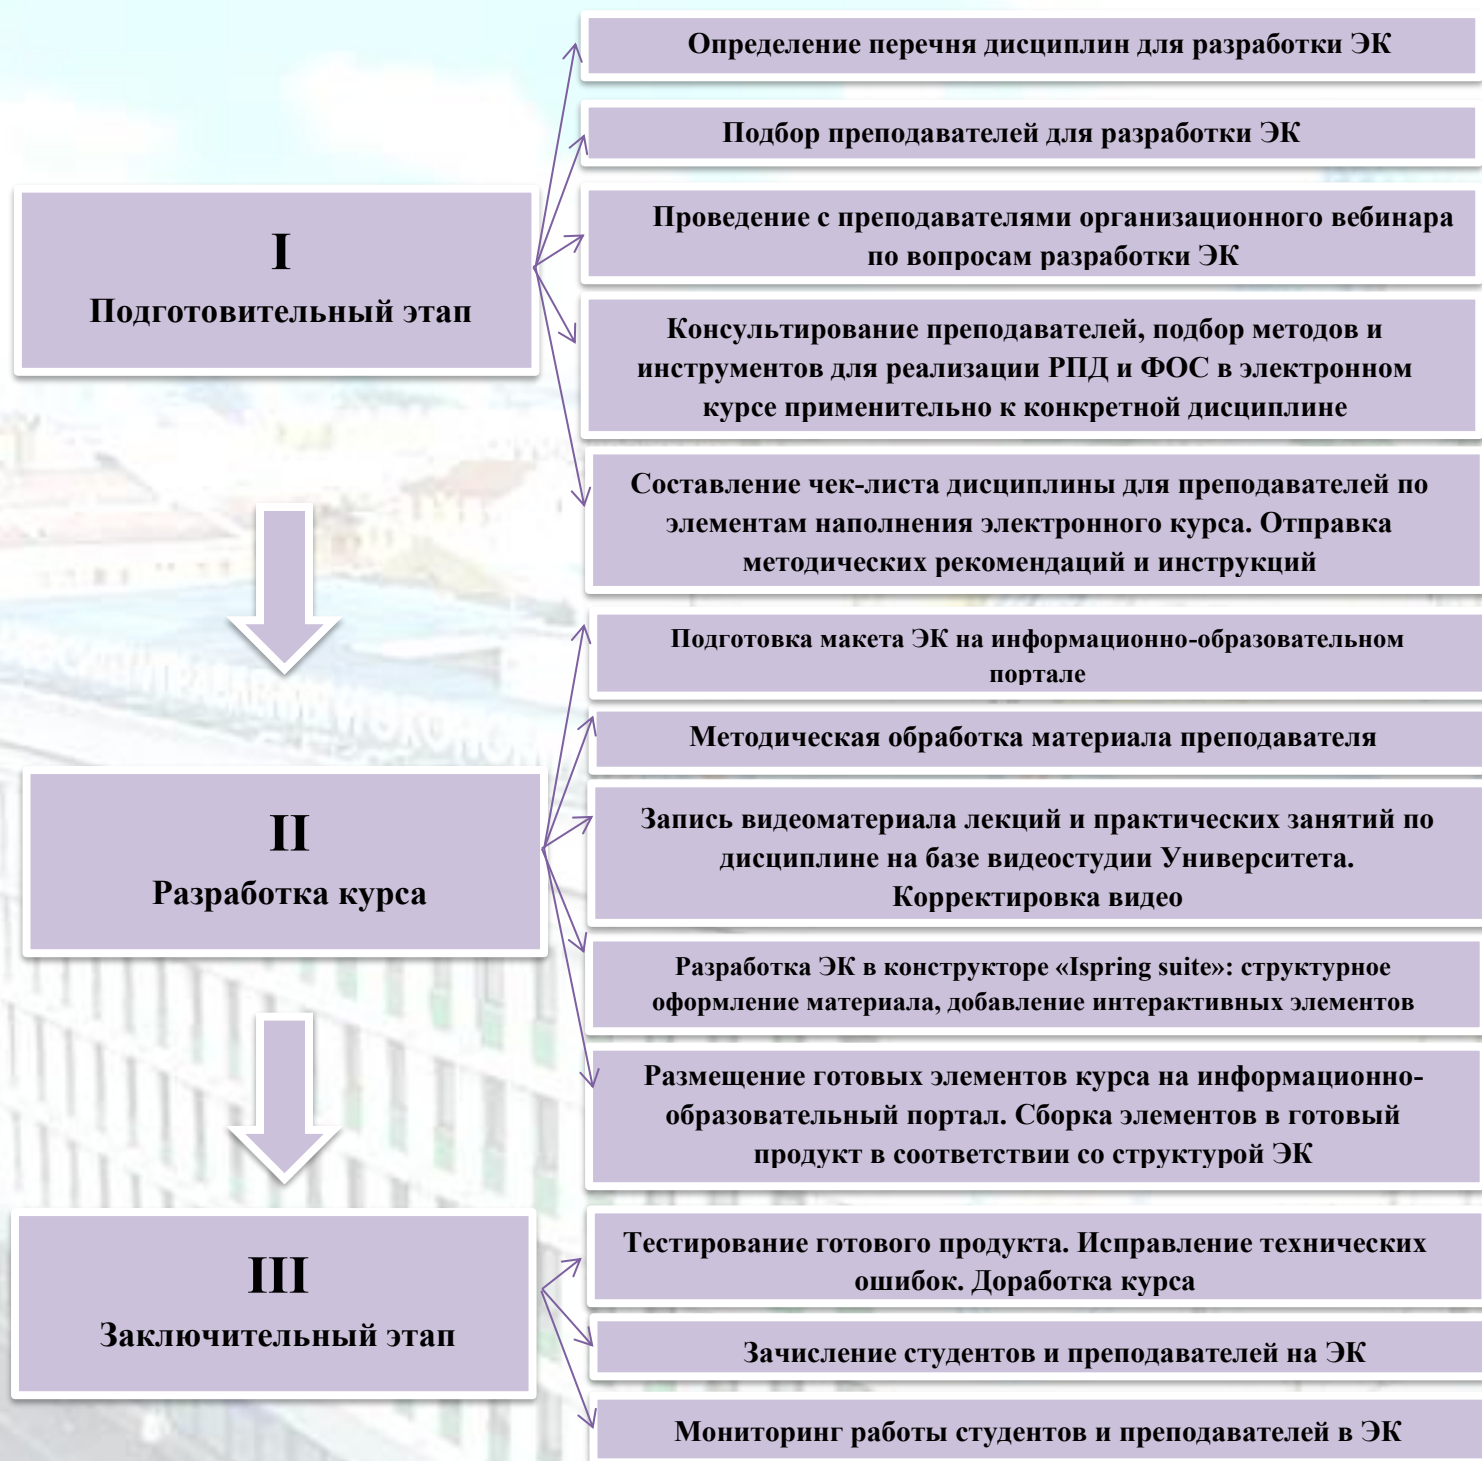 I
Подготовительный этап
Определение перечня дисциплин для разработки ЭК
Подбор преподавателей для разработки ЭК
Проведение с преподавателями организационного вебинара
по вопросам разработки ЭК
Консультирование преподавателей, подбор методов и
инструментов для реализации РПД и ФОС в электронном
курсе применительно к конкретной дисциплине
Составление чек-листа дисциплины для преподавателей по
элементам наполнения электронного курса. Отправка
методических рекомендаций и инструкций
II
Разработка курса
Подготовка макета ЭК на информационно-образовательном
портале
Методическая обработка материала преподавателя
Запись видеоматериала лекций и практических занятий по
дисциплине на базе видеостудии Университета.
Корректировка видео
Разработка ЭК в конструкторе «Ispring suite»: структурное
оформление материала, добавление интерактивных элементов
Размещение готовых элементов курса на информационно-
образовательный портал. Сборка элементов в готовый
продукт в соответствии со структурой ЭК
III
Заключительный этап
Тестирование готового продукта. Исправление технических
ошибок. Доработка курса
Зачисление студентов и преподавателей на ЭК
Мониторинг работы студентов и преподавателей в ЭК